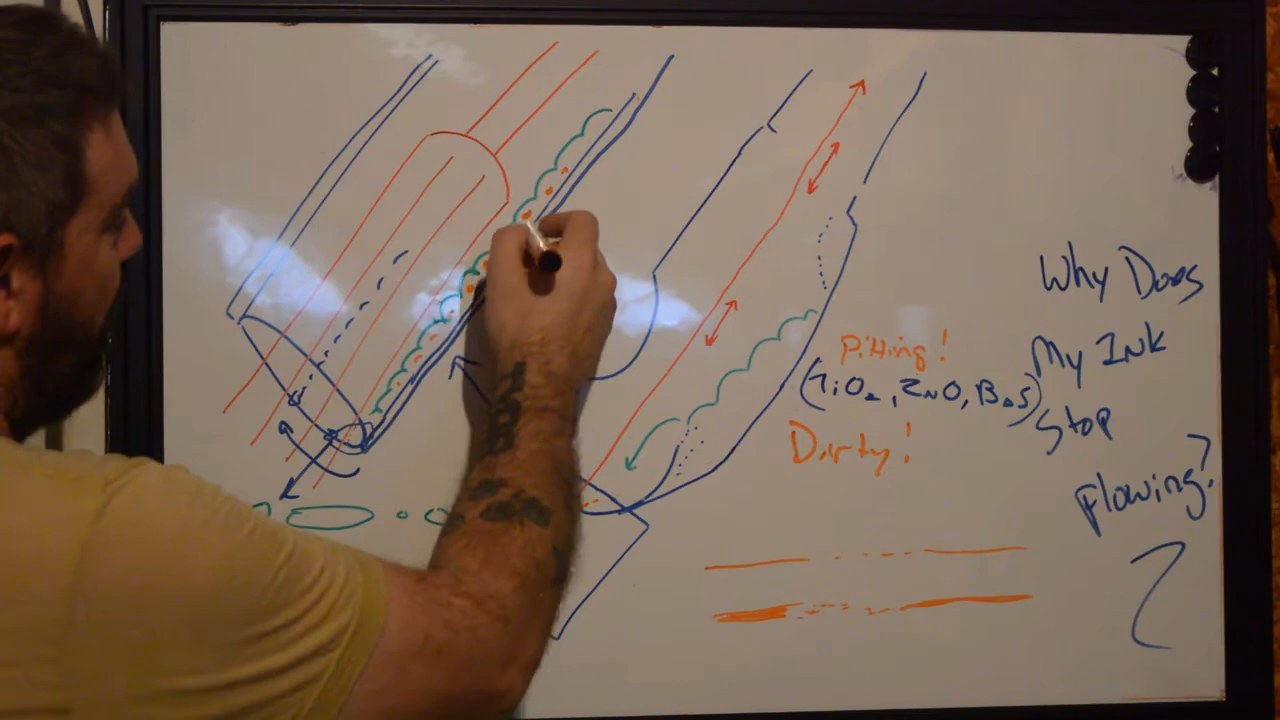 Pitting!
(TiO2, ZnO, BaS)
Dirty!
Why Does
My Ink
Stop
Flowing?